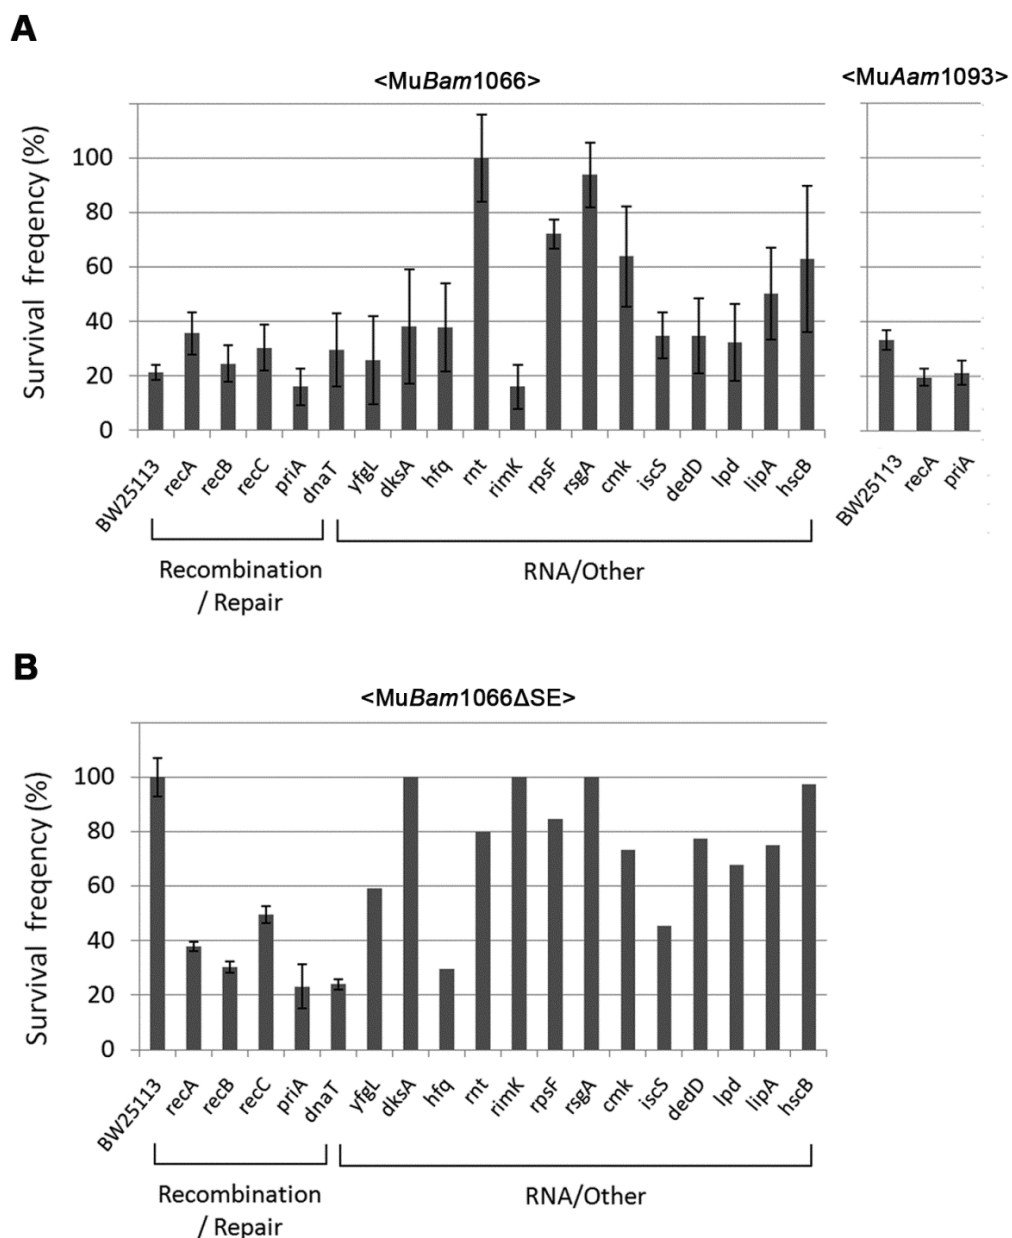 A
<MuBam1066>
<MuAam1093>
Survival freqency (%)
100
80
60
40
20
0
BW25113
recA
recB
recC
priA
dnaT
yfgL
dksA
hfq
rnt
rimK
rpsF
rsgA
cmk
iscS
dedD
lpd
lipA
hscB
BW25113
recA
priA
Recombination
/ Repair
RNA/Other
B
<MuBam1066ΔSE>
Survival freqency (%)
100
80
60
40
20
0
BW25113
recA
recB
recC
priA
dnaT
yfgL
dksA
hfq
rnt
rimK
rpsF
rsgA
cmk
iscS
dedD
lpd
lipA
hscB
Recombination
/ Repair
RNA/Other